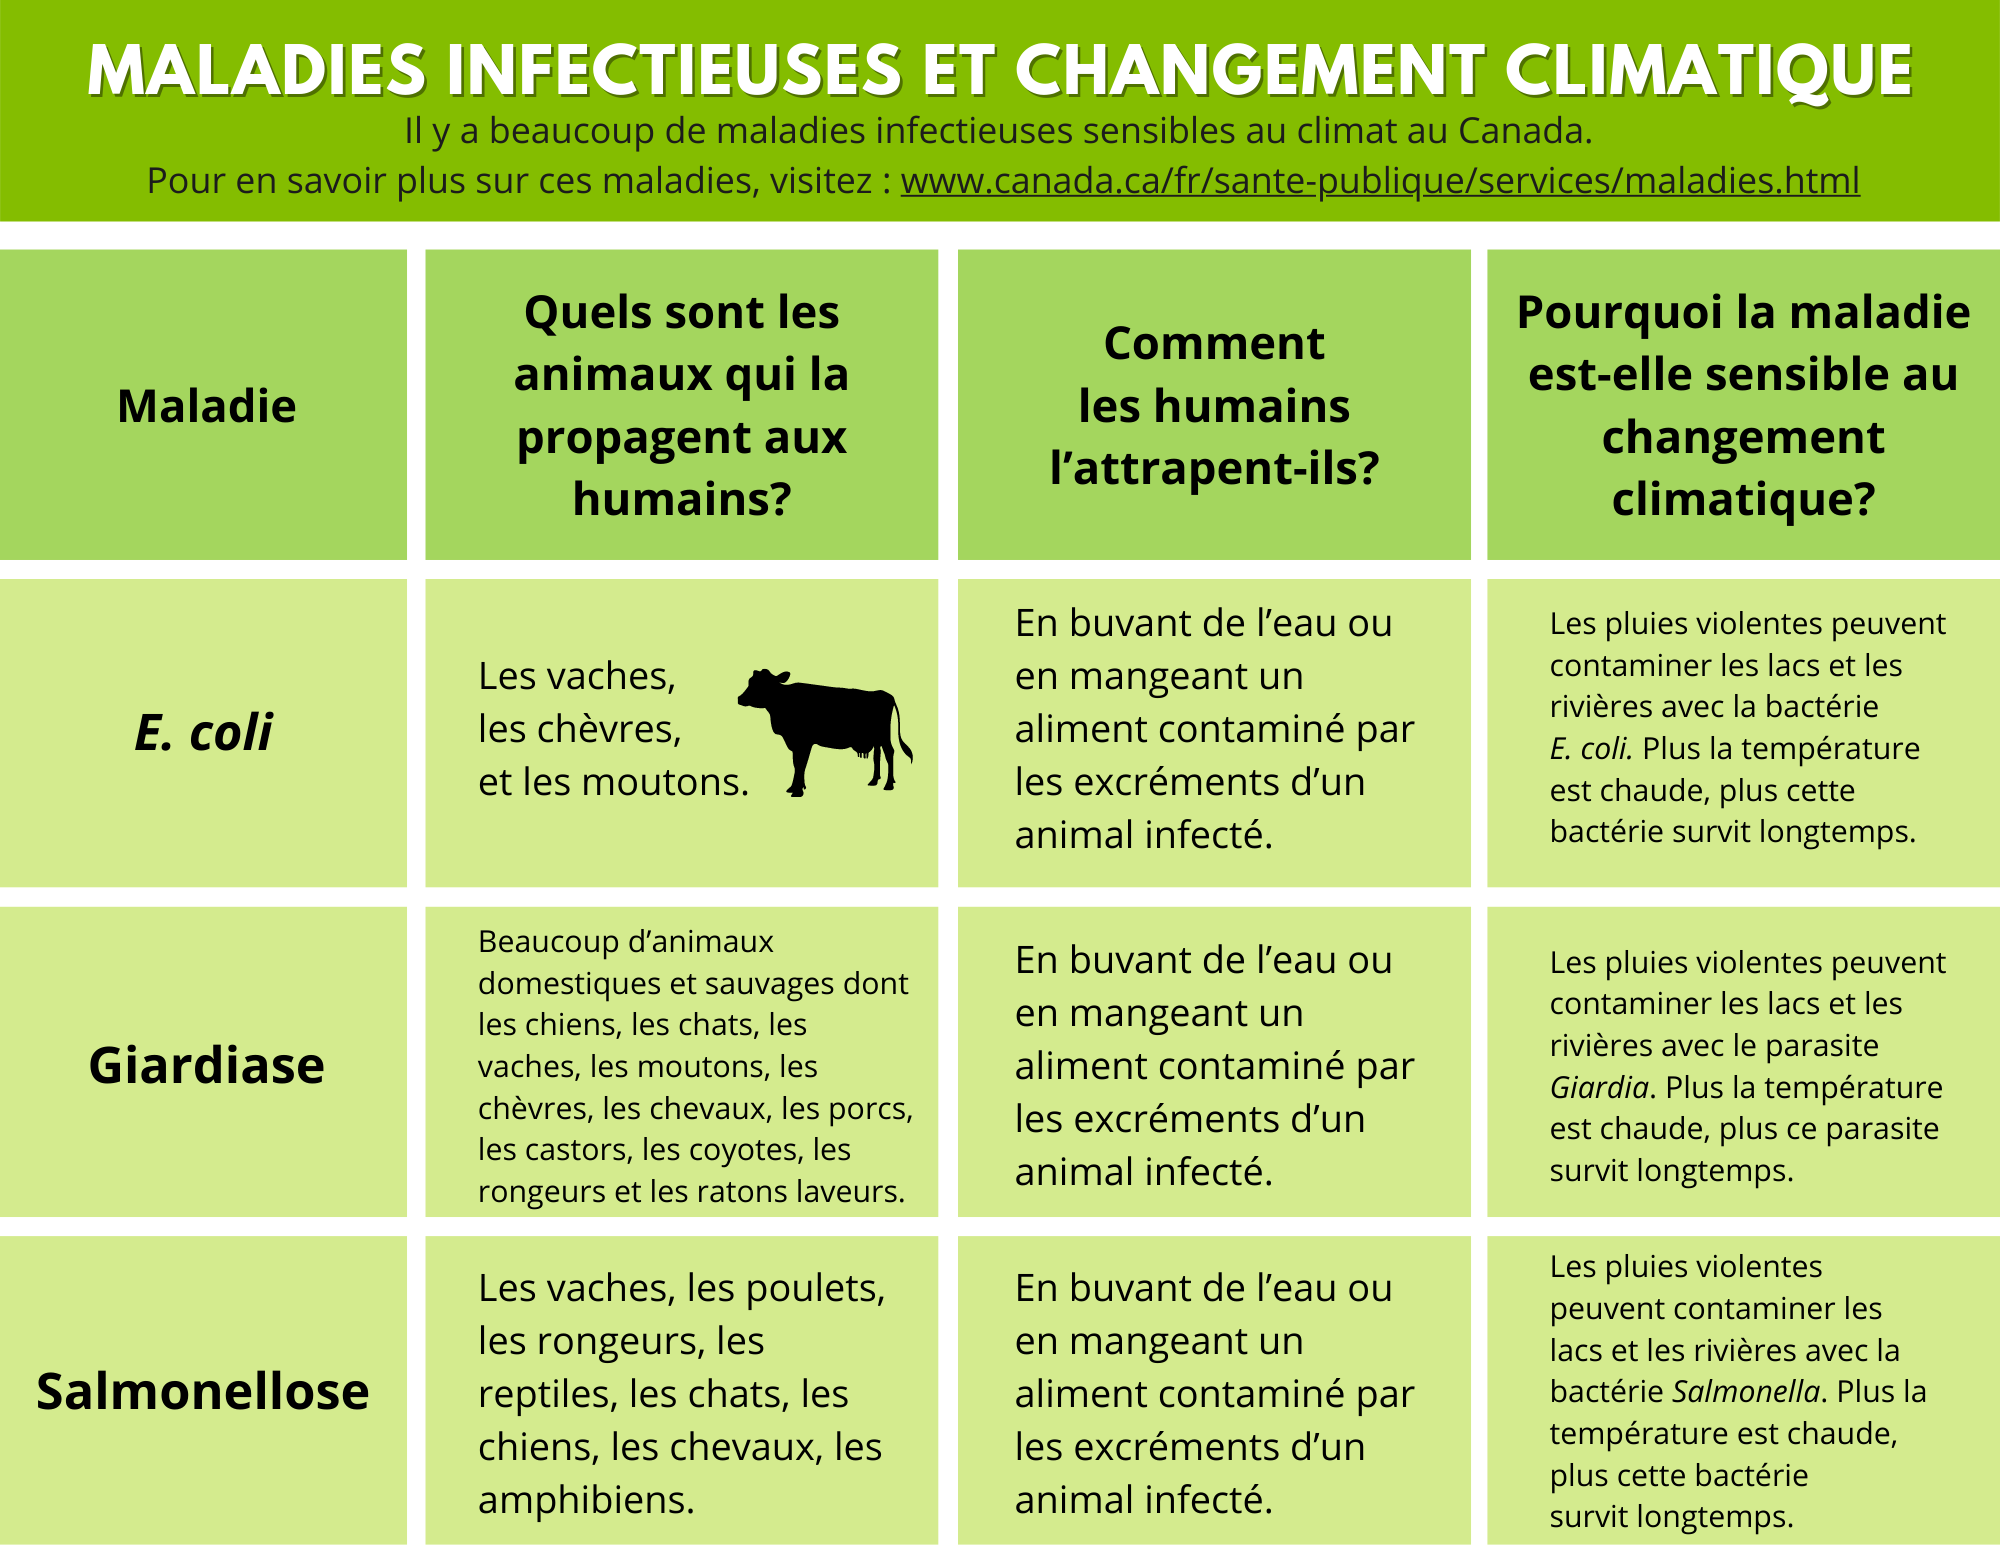 MALADIES INFECTIEUSES ET CHANGEMENT CLIMATIQUE
Il y a beaucoup de maladies infectieuses sensibles au climat au Canada.
Pour en savoir plus sur ces maladies, visitez : www.canada.ca/fr/sante-publique/services/maladies.html
Maladie
Quels sont les
animaux qui la
propagent aux
humains?
Comment
les humains
l’attrapent-ils?
Pourquoi la maladie
est-elle sensible au
changement
climatique?
E. coli
Les vaches,
les chèvres,
et les moutons.
En buvant de l’eau ou
en mangeant un
aliment contaminé par
les excréments d’un
animal infecté.
Les pluies violentes peuvent
contaminer les lacs et les
rivières avec la bactérie
E. coli. Plus la température
est chaude, plus cette
bactérie survit longtemps.
Giardiase
Beaucoup d’animaux
domestiques et sauvages dont
les chiens, les chats, les
vaches, les moutons, les
chèvres, les chevaux, les porcs,
les castors, les coyotes, les
rongeurs et les ratons laveurs.
En buvant de l’eau ou
en mangeant un
aliment contaminé par
les excréments d’un
animal infecté.
Les pluies violentes peuvent
contaminer les lacs et les
rivières avec le parasite
Giardia. Plus la température
est chaude, plus ce parasite
survit longtemps.
Salmonellose
Les vaches, les poulets,
les rongeurs, les
reptiles, les chats, les
chiens, les chevaux, les
amphibiens.
En buvant de l’eau ou
en mangeant un
aliment contaminé par
les excréments d’un
animal infecté.
Les pluies violentes
peuvent contaminer les
lacs et les rivières avec la
bactérie Salmonella. Plus la
température est chaude,
plus cette bactérie
survit longtemps.